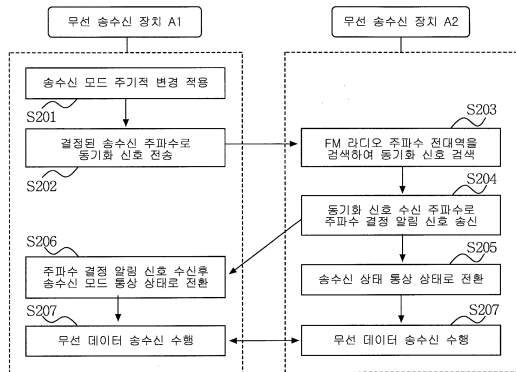 무선 송수신 장치 A1
무선 송수신 장치 A2
송수신 모드 주기적 변경 적용
S201
결정된 송수신 주파수로
동기화 신호 전송
S202
S203
FM 라디오 주파수 전대역을
검색하여 동기화 신호 검색
S204
동기화 신호 수신 주파수로
주파수 결정 알림 신호 송신
S205
송수신 상태 통상 상태로 전환
S206
주파수 결정 알림 신호 수신후
송수신 모드 통상 상태로 전환
S207
무선 데이터 송수신 수행
S207
무선 데이터 송수신 수행